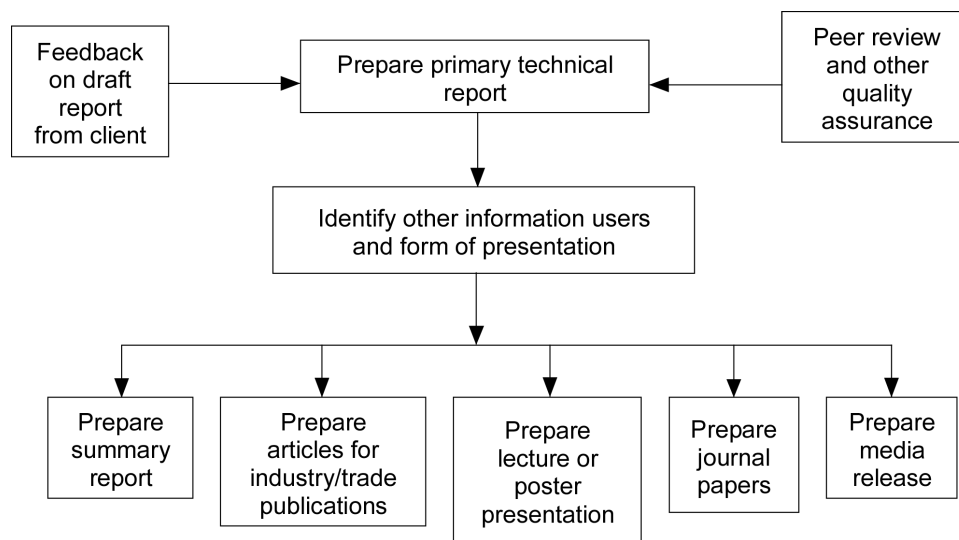 Feedback
on draft
report
from client
Prepare primary technical
report
Peer review
and other
quality
assurance
Identify other information users
and form of presentation
Prepare
summary
report
Prepare
articles for
industry/trade
publications
Prepare
lecture or
poster
presentation
Prepare
journal
papers
Prepare
media
release